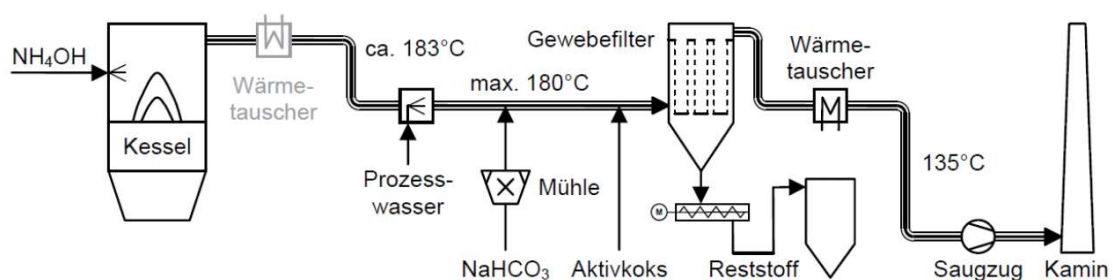 NH₄OH
Kessel
Wärme-
tauscher
ca. 183°C
Prozess-
wasser
max. 180°C
Mühle
NaHCO₃
Aktivkoks
Gewebefilter
M
Reststoff
Wärme-
tauscher
135°C
Saugzug
Kamin